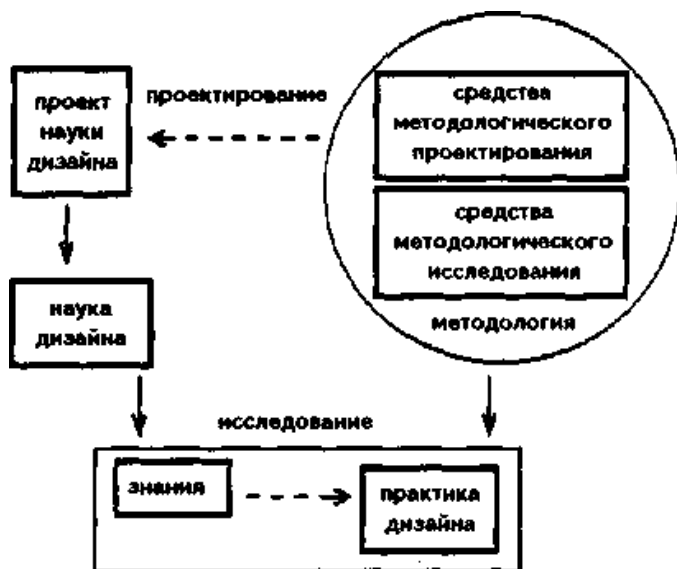 проект
науки
дизайна
проектирование
средства
методологического
проектирования
средства
методологического
исследования
методология
наука
дизайна
исследование
знания
практика
дизайна